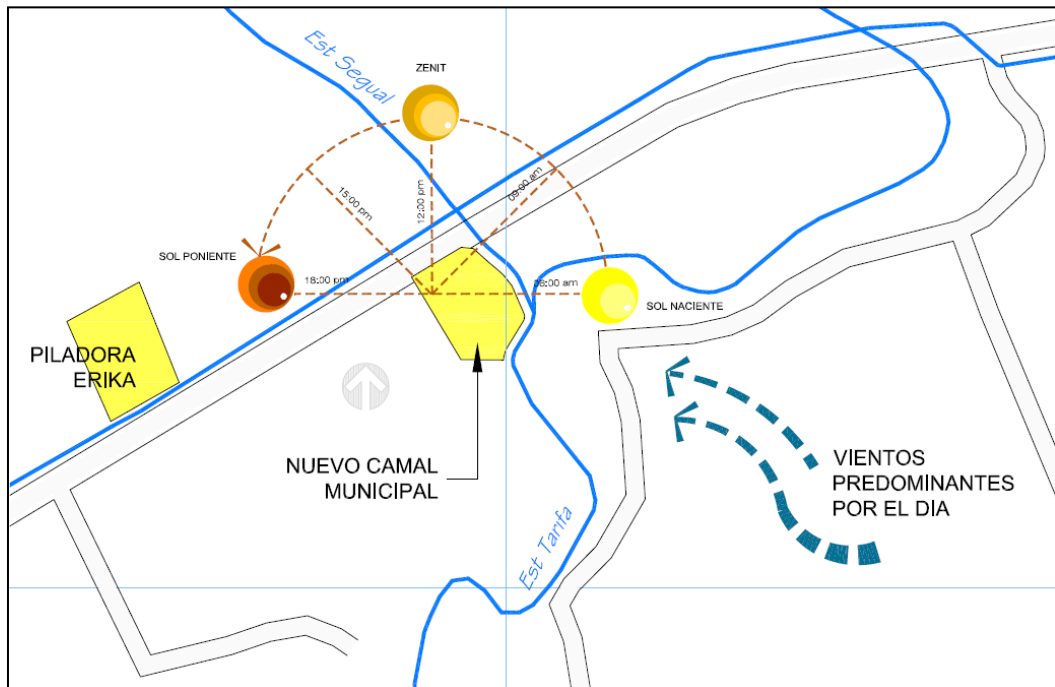 Est Segual
ZENIT
15:00 pm
12:00 pm
09:00 am
SOL PONIENTE
18:00 pm
06:00 am
SOL NACIENTE
PILADORA
ERIKA
NUEVO CAMAL
MUNICIPAL
VIENTOS
PREDOMINANTES
POR EL DÍA
Est Tarifa